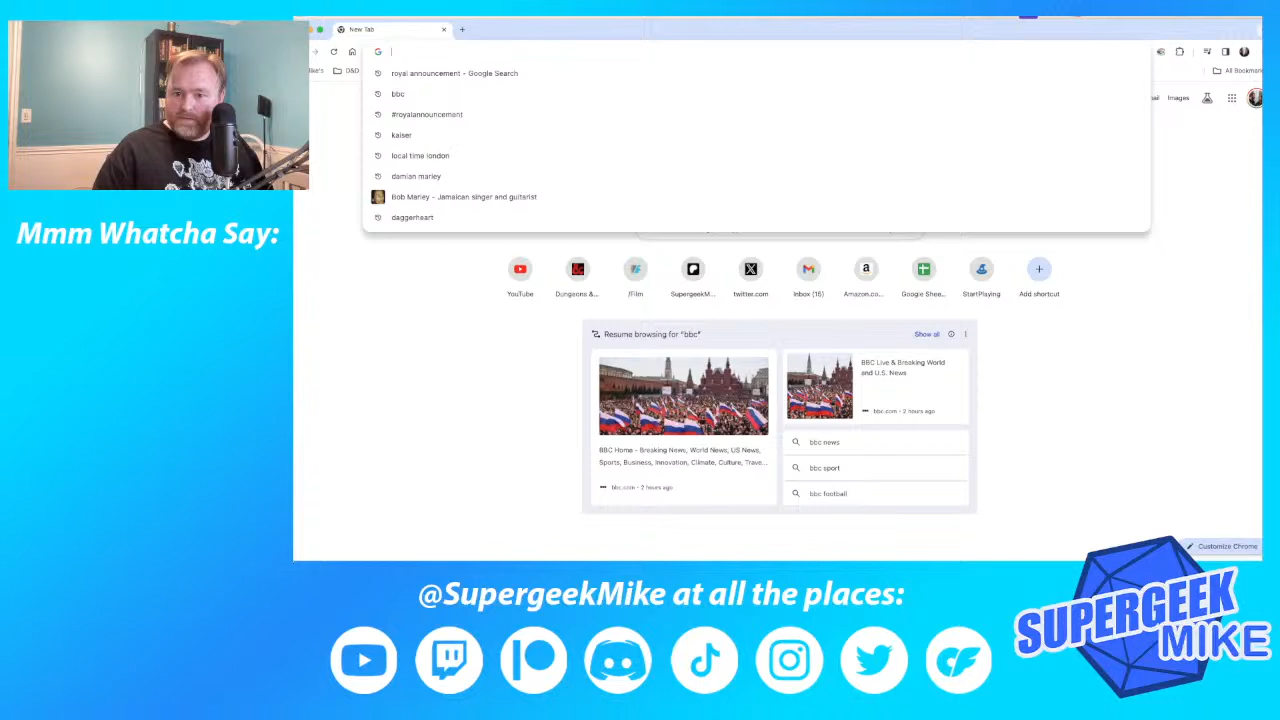 New Tab
royal announcement - Google Search
bbc
#royalannouncement
kaiser
local time london
damian marley
Bob Marley - Jamaican singer and guitarist
daggerheart
D&D
All Bookmar
Images
YouTube
Dungeons &...
/Film
SupergeekM...
twitter.com
Inbox (15)
Amazon.co...
Google Shee...
StartPlaying
Add shortcut
Resume browsing for "bbc"
Show all
BBC Home - Breaking News, World News, US News,
Sports, Business, Innovation, Climate, Culture, Trave...
bbc.com • 2 hours ago
BBC Live & Breaking World
and U.S. News
bbc.com • 2 hours ago
bbc news
bbc sport
bbc football
Customize Chrome
Mmm Whatcha Say:
@SupergeekMike at all the places:
SUPERGEEK
MIKE